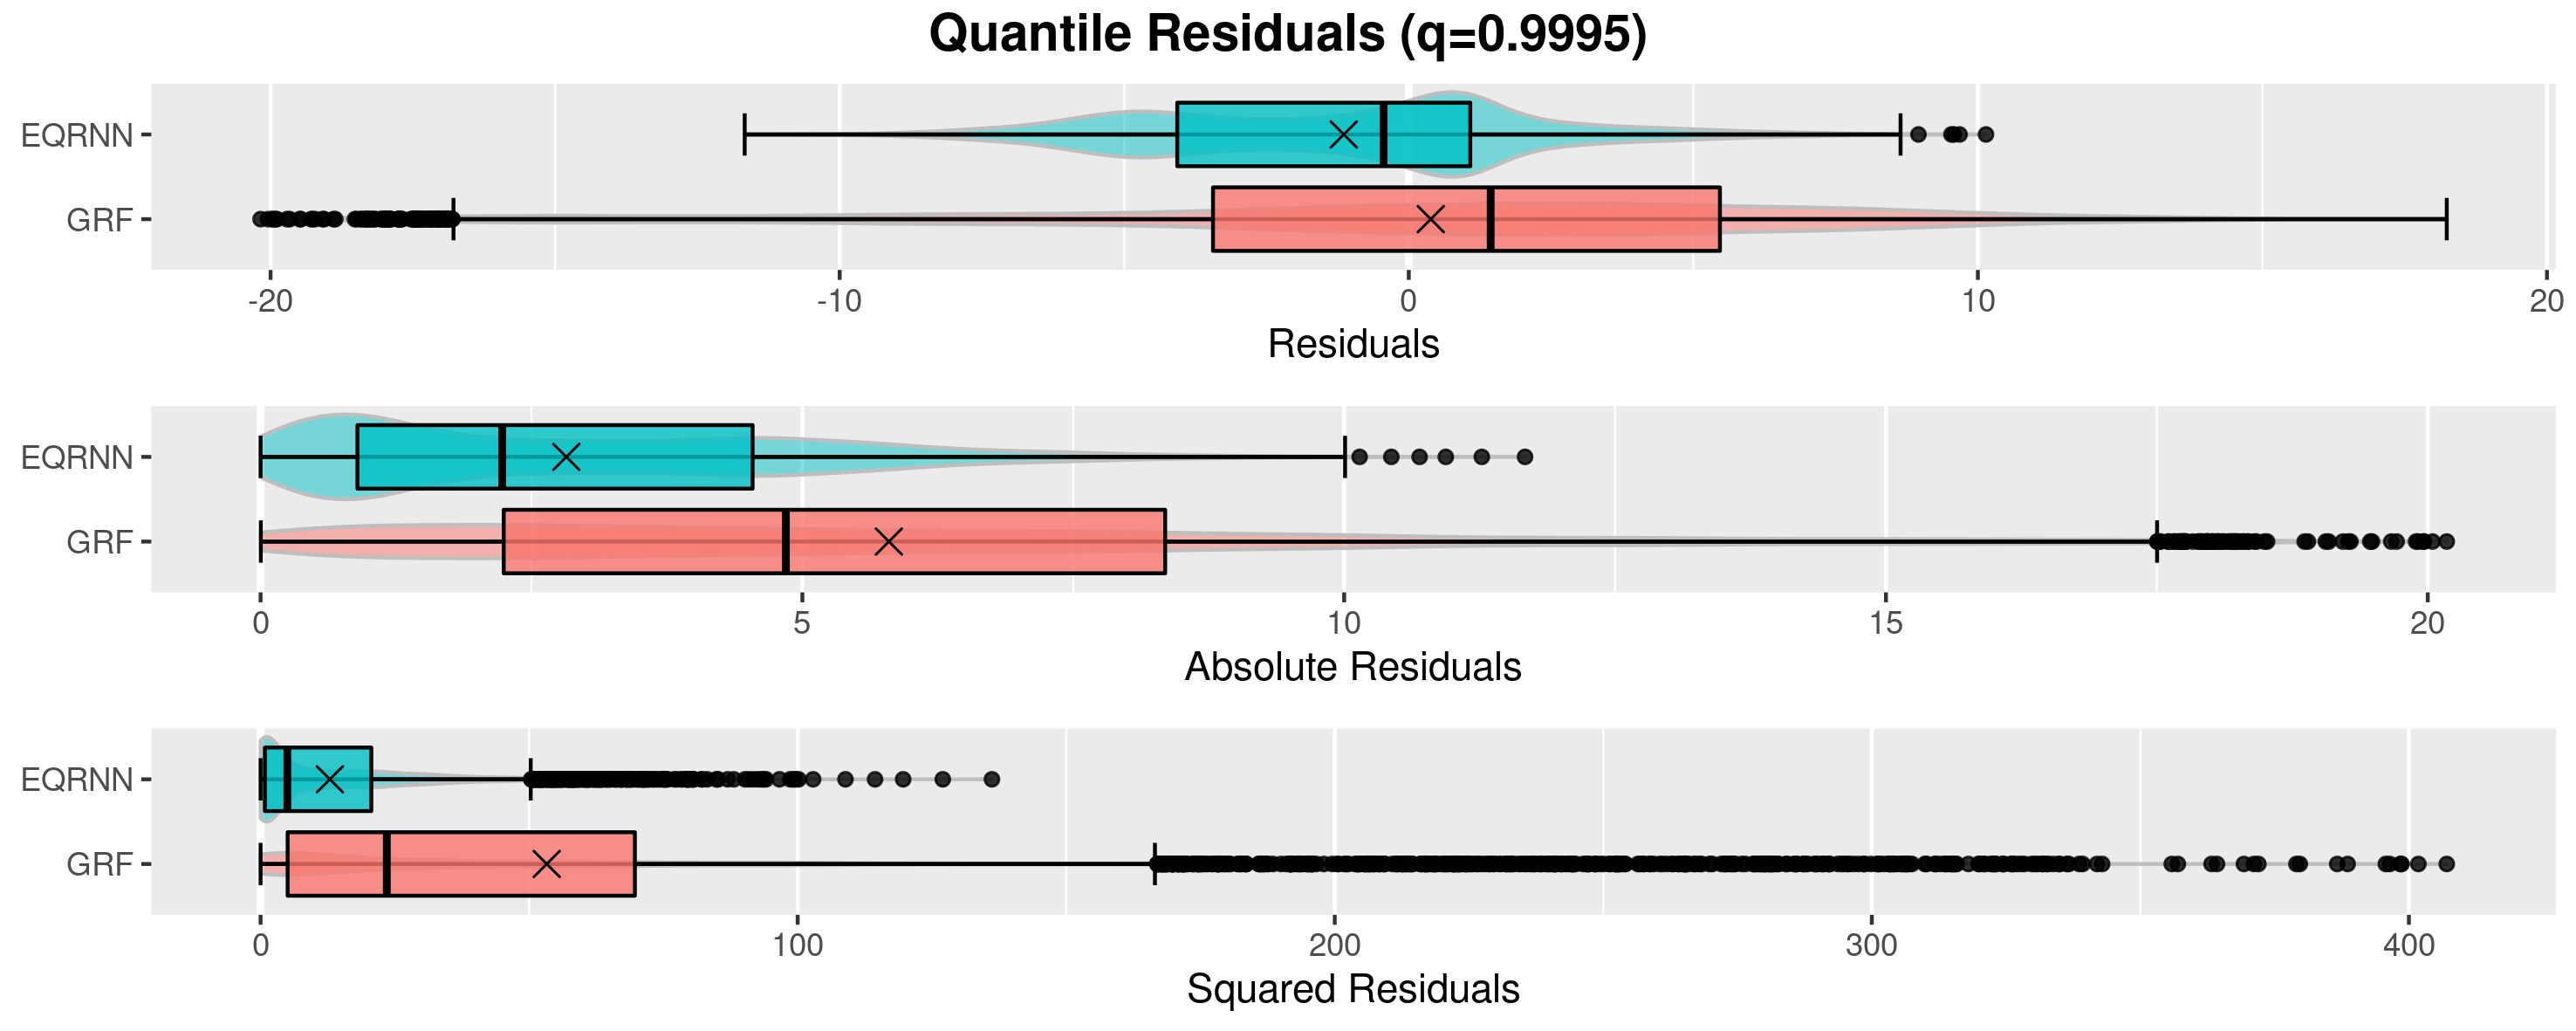 Quantile Residuals (q=0.9995)
EQRNN
GRF
-20 -10 0 10 20
Residuals
EQRNN
GRF
0 5 10 15 20
Absolute Residuals
EQRNN
GRF
0 100 200 300 400
Squared Residuals